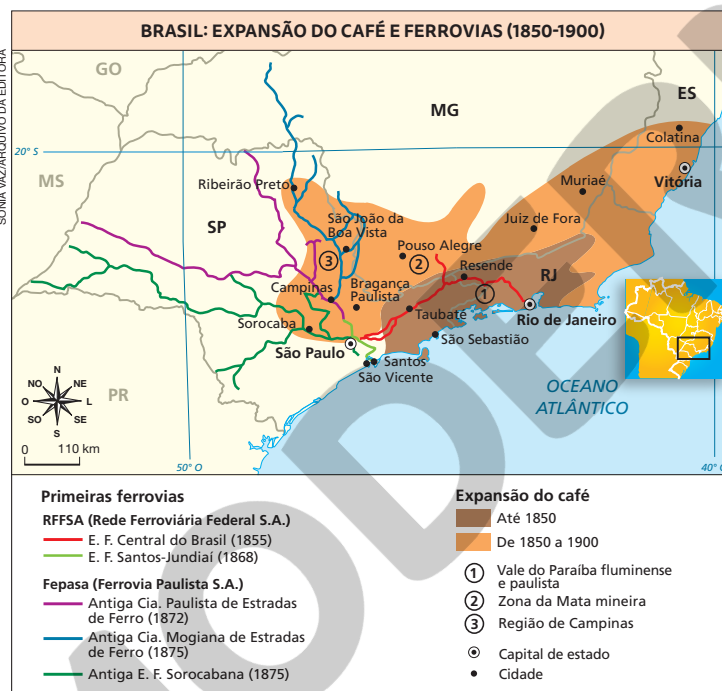 BRASIL: EXPANSÃO DO CAFÉ E FERROVIAS (1850-1900)
SONIA VAZ/ARQUIVO DA EDITORA
GO
MG
ES
Colatina
20° S
MS
Ribeirão Preto
Muriaé
Vitória
SP
São João da
Boa Vista
Juiz de Fora
Pouso Alegre
3
2
Resende
RJ
Campinas
Bragança
Paulista
1
Taubaté
Rio de Janeiro
Sorocaba
São Paulo
São Sebastião
Santos
São Vicente
PR
OCEANO
ATLÂNTICO
N
NO
NE
O
L
SO
SE
S
0
110 km
50° O
40° O
Primeiras ferrovias
RFFSA (Rede Ferroviária Federal S.A.)
E. F. Central do Brasil (1855)
E. F. Santos-Jundiaí (1868)
Fepasa (Ferrovia Paulista S.A.)
Antiga Cia. Paulista de Estradas
de Ferro (1872)
Antiga Cia. Mogiana de Estradas
de Ferro (1875)
Antiga E. F. Sorocabana (1875)
Expansão do café
Até 1850
De 1850 a 1900
1 Vale do Paraíba fluminense
e paulista
2 Zona da Mata mineira
3 Região de Campinas
Capital de estado
Cidade